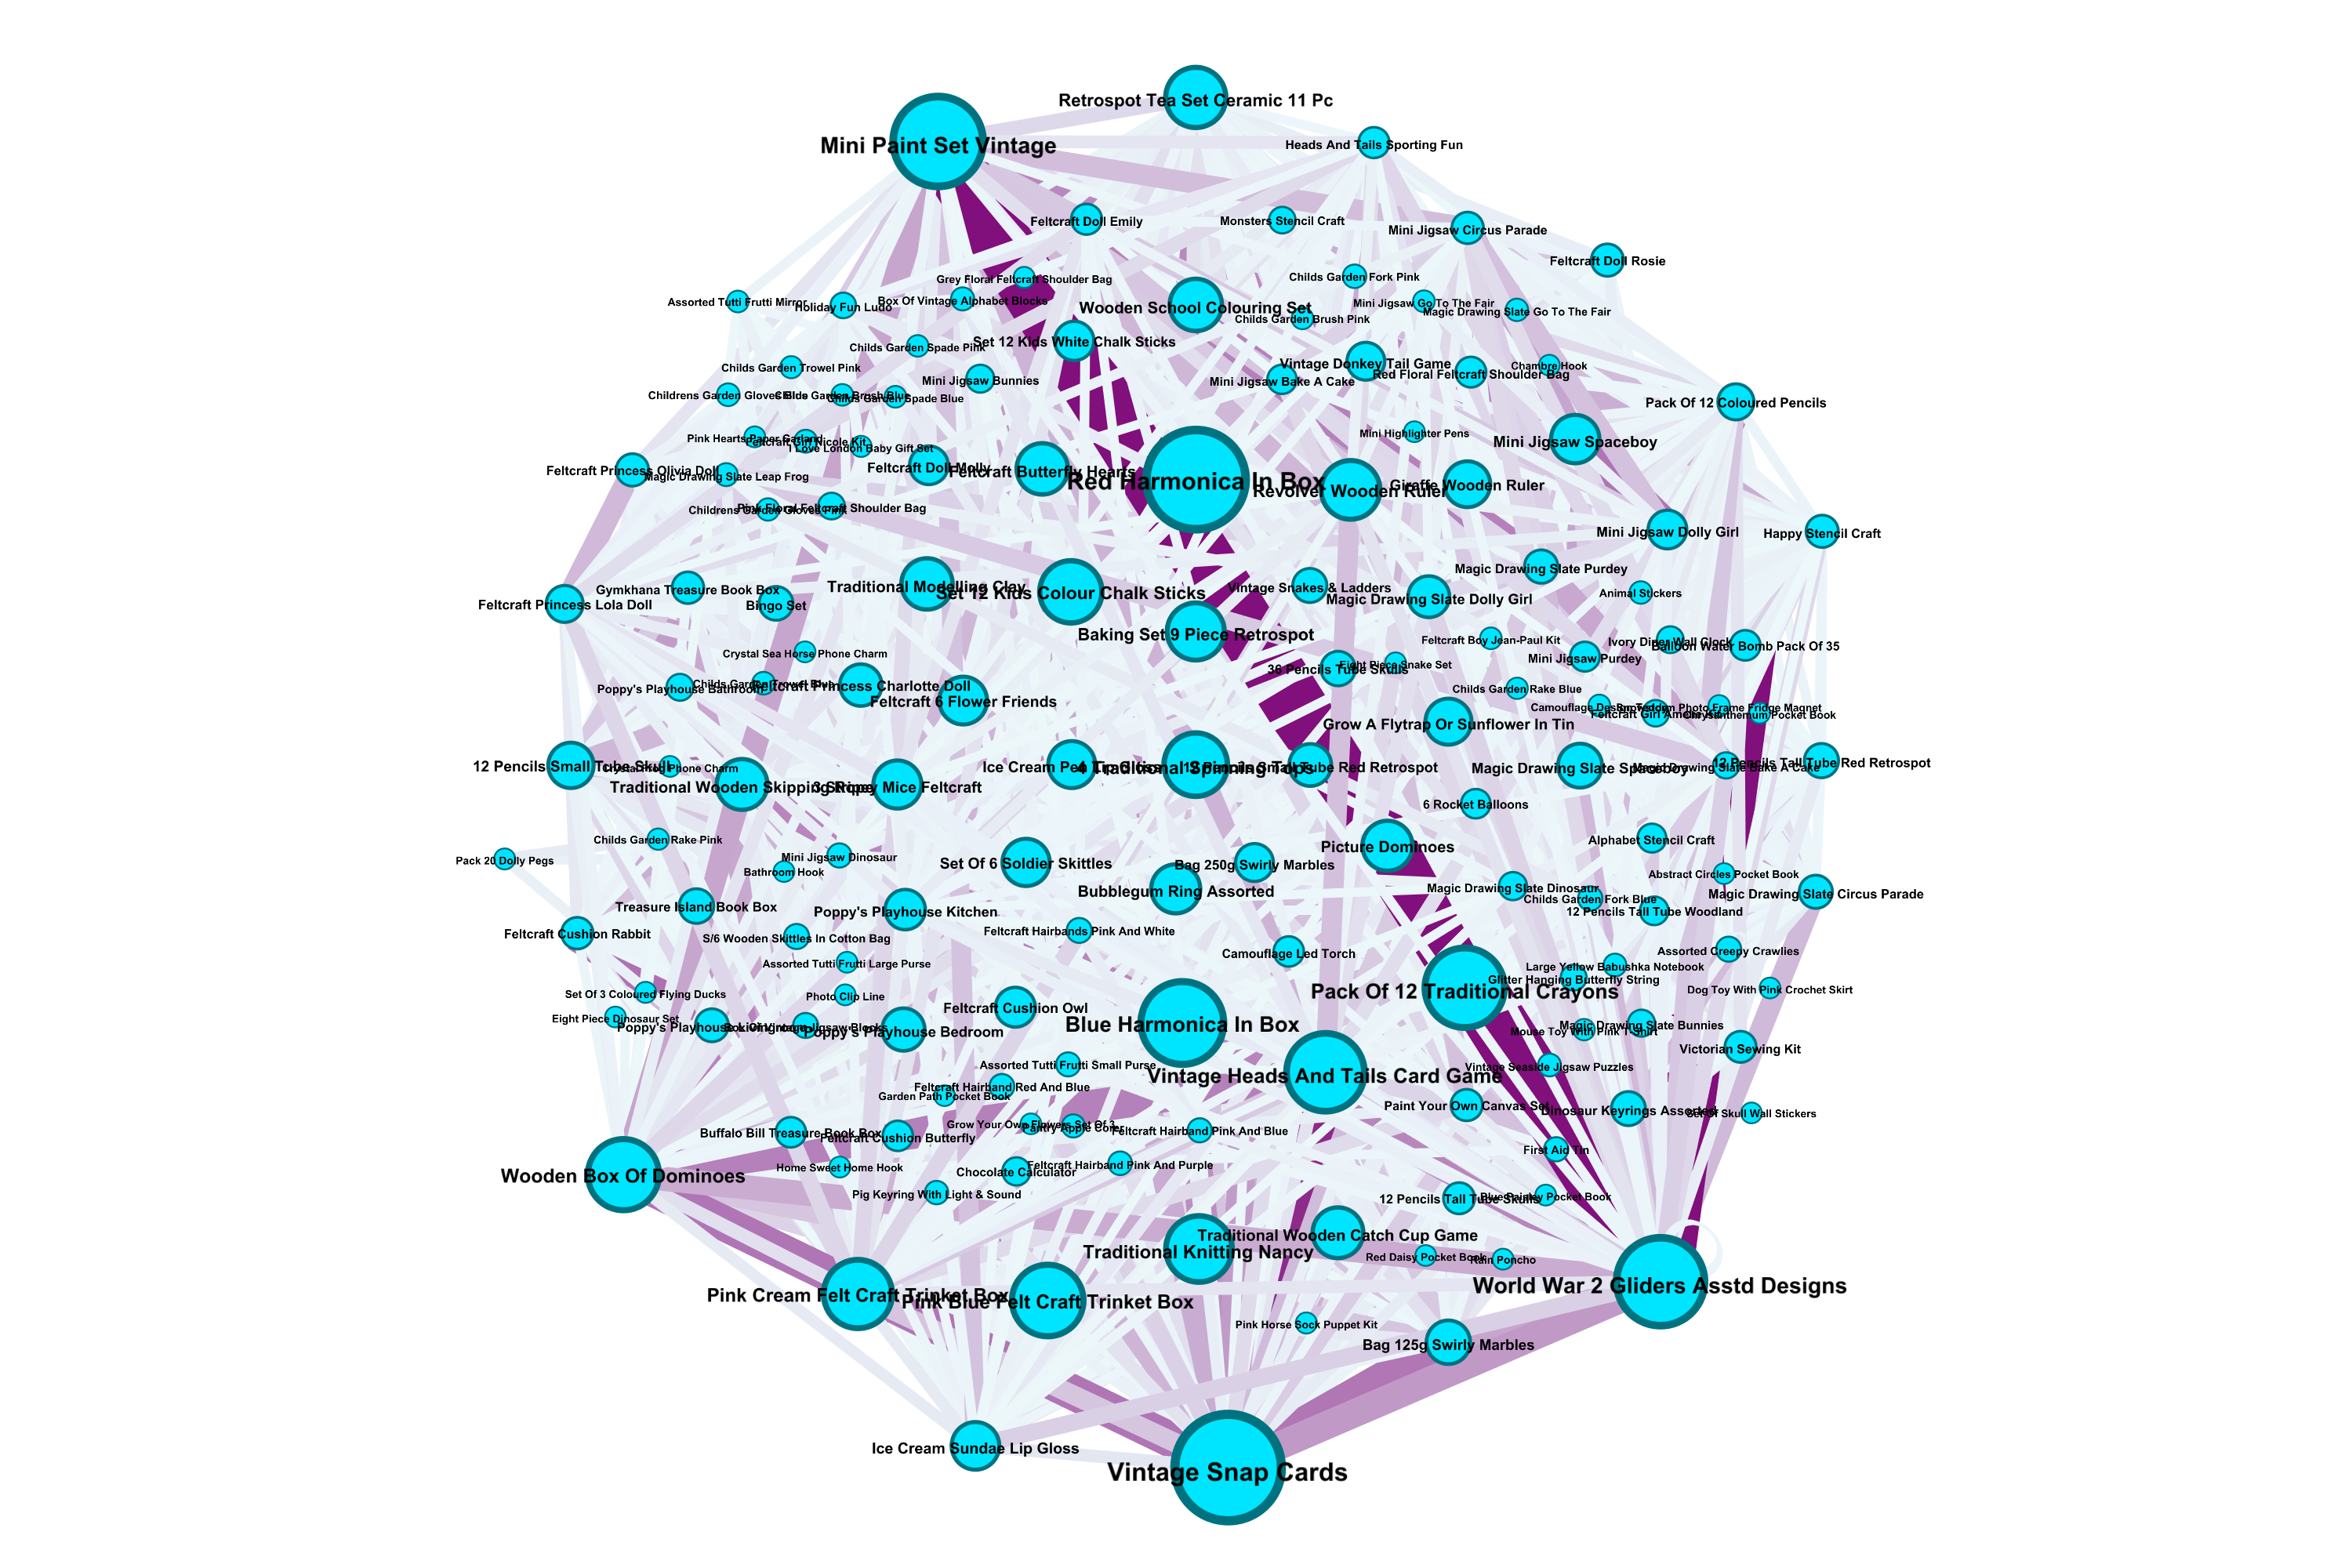 Retrospot Tea Set Ceramic 11 Pc
Mini Paint Set Vintage
Heads And Tails Sporting Fun
Feltcraft Doll Emily
Monsters Stencil Craft
Mini Jigsaw Circus Parade
Feltcraft Doll Rosie
Grey Floral Feltcraft Shoulder Bag
Childs Garden Fork Pink
Assorted Tutti Frutti Mirror
Holiday Fun Ludo
Box Of Vintage Alphabet Blocks
Wooden School Colouring Set
Mini Jigsaw Go To The Fair
Magic Drawing Slate Go To The Fair
Childs Garden Brush Pink
Childs Garden Spade Pink
Set 12 Kids White Chalk Sticks
Childs Garden Trowel Pink
Vintage Donkey Tail Game
Chambre Hook
Red Floral Feltcraft Shoulder Bag
Mini Jigsaw Bunnies
Mini Jigsaw Bake A Cake
Childrens Garden Gloves Blue
Childs Garden Brush Blue
Childs Garden Spade Blue
Pack Of 12 Coloured Pencils
Pink Hearts Paper Garland
Feltcraft Girl Nicole Kit
I Love London Baby Gift Set
Mini Highlighter Pens
Mini Jigsaw Spaceboy
Feltcraft Princess Olivia Doll
Magic Drawing Slate Leap Frog
Feltcraft Doll Molly
Feltcraft Butterfly Hearts
Red Harmonica In Box
Revolver Wooden Ruler
Giraffe Wooden Ruler
Childrens Garden Gloves Pink
Pink Floral Feltcraft Shoulder Bag
Mini Jigsaw Dolly Girl
Happy Stencil Craft
Magic Drawing Slate Purdey
Gymkhana Treasure Book Box
Traditional Modelling Clay
Set 12 Kids Colour Chalk Sticks
Vintage Snakes & Ladders
Magic Drawing Slate Dolly Girl
Animal Stickers
Feltcraft Princess Lola Doll
Bingo Set
Baking Set 9 Piece Retrospot
Feltcraft Boy Jean-Paul Kit
Ivory Diner Wall Clock
Balloon Water Bomb Pack Of 35
Crystal Sea Horse Phone Charm
Mini Jigsaw Purdey
36 Pencils Tube Skulls
Eight Piece Snake Set
Poppy's Playhouse Bathroom
Childs Garden Trowel Blue
Feltcraft Princess Charlotte Doll
Feltcraft 6 Flower Friends
Childs Garden Rake Blue
Camouflage Design Teddy
Snowstorm Photo Frame Fridge Magnet
Feltcraft Girl Amelie Kit
Chrysanthemum Pocket Book
Grow A Flytrap Or Sunflower In Tin
12 Pencils Small Tube Skull
Crystal Frog Phone Charm
Ice Cream Pen Lip Gloss
4 Traditional Spinning Tops
12 Pencils Small Tube Red Retrospot
Magic Drawing Slate Spaceboy
Magic Drawing Slate Bake A Cake
12 Pencils Tall Tube Red Retrospot
Traditional Wooden Skipping Rope
3 Stripey Mice Feltcraft
6 Rocket Balloons
Childs Garden Rake Pink
Alphabet Stencil Craft
Picture Dominoes
Pack 20 Dolly Pegs
Mini Jigsaw Dinosaur
Bathroom Hook
Set Of 6 Soldier Skittles
Bag 250g Swirly Marbles
Bubblegum Ring Assorted
Abstract Circles Pocket Book
Magic Drawing Slate Dinosaur
Childs Garden Fork Blue
Magic Drawing Slate Circus Parade
12 Pencils Tall Tube Woodland
Treasure Island Book Box
Poppy's Playhouse Kitchen
Feltcraft Cushion Rabbit
S/6 Wooden Skittles In Cotton Bag
Feltcraft Hairbands Pink And White
Camouflage Led Torch
Assorted Creepy Crawlies
Assorted Tutti Frutti Large Purse
Large Yellow Babushka Notebook
Glitter Hanging Butterfly String
Dog Toy With Pink Crochet Skirt
Set Of 3 Coloured Flying Ducks
Photo Clip Line
Pack Of 12 Traditional Crayons
Feltcraft Cushion Owl
Eight Piece Dinosaur Set
Poppy's Playhouse Livingroom
Box Of Vintage Jigsaw Blocks
Poppy's Playhouse Bedroom
Blue Harmonica In Box
Mouse Toy With Pink T-Shirt
Magic Drawing Slate Bunnies
Victorian Sewing Kit
Assorted Tutti Frutti Small Purse
Vintage Seaside Jigsaw Puzzles
Vintage Heads And Tails Card Game
Feltcraft Hairband Red And Blue
Garden Path Pocket Book
Paint Your Own Canvas Set
Dinosaur Keyrings Assorted
Set Of Skull Wall Stickers
Grow Your Own Flowers Set Of 3
Pantry Apple Corer
Feltcraft Hairband Pink And Blue
Buffalo Bill Treasure Book Box
Feltcraft Cushion Butterfly
First Aid Tin
Home Sweet Home Hook
Chocolate Calculator
Feltcraft Hairband Pink And Purple
Wooden Box Of Dominoes
Pig Keyring With Light & Sound
12 Pencils Tall Tube Skulls
Blue Paisley Pocket Book
Traditional Wooden Catch Cup Game
Traditional Knitting Nancy
Red Daisy Pocket Book
Rain Poncho
World War 2 Gliders Asstd Designs
Pink Cream Felt Craft Trinket Box
Pink Blue Felt Craft Trinket Box
Pink Horse Sock Puppet Kit
Bag 125g Swirly Marbles
Ice Cream Sundae Lip Gloss
Vintage Snap Cards